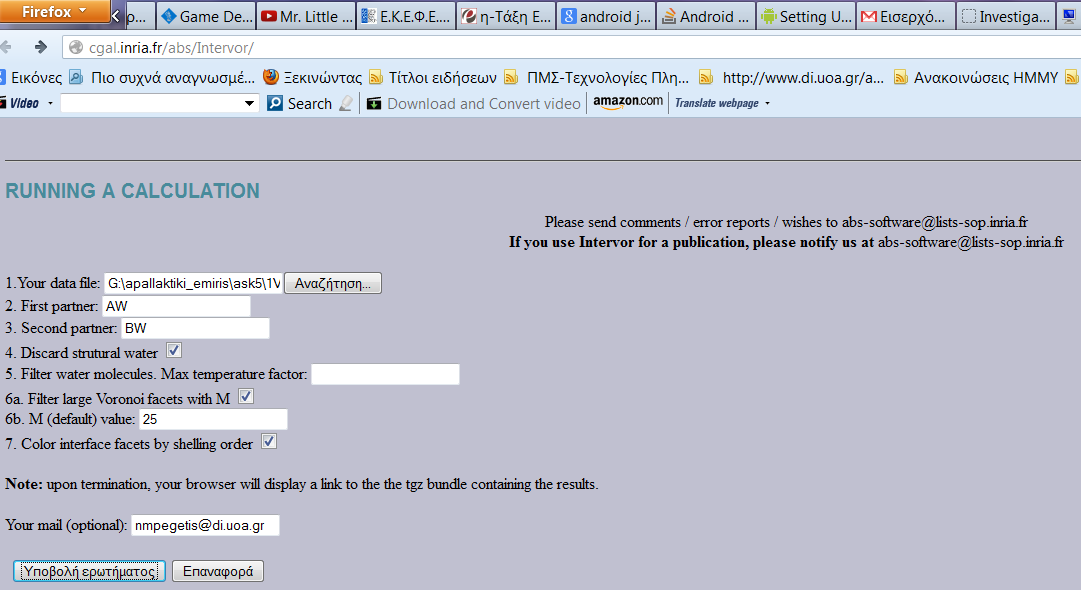 Firefox
ρ... Game De... Mr. Little ... Ε.Κ.Ε.Φ.Ε.... η-Τάξη Ε... android j... Android ... Setting U... Εισερχό... Investiga...
cgal.inria.fr/abs/Intervor/
Εικόνες Πιο συχνά αναγνωσμέ... Ξεκινώντας Τίτλοι ειδήσεων ΠΜΣ-Τεχνολογίες Πλη... http://www.di.uoa.gr/a... Ανακοινώσεις ΗΜΜΥ
Video Search Download and Convert video amazon.com Translate webpage
RUNNING A CALCULATION
Please send comments / error reports / wishes to abs-software@lists-sop.inria.fr
If you use Intervor for a publication, please notify us at abs-software@lists-sop.inria.fr
1.Your data file: G:\apallaktiki_emiris\ask5\1V Αναζήτηση...
2. First partner: AW
3. Second partner: BW
4. Discard strutural water
5. Filter water molecules. Max temperature factor:
6a. Filter large Voronoi facets with M
6b. M (default) value: 25
7. Color interface facets by shelling order
Note: upon termination, your browser will display a link to the the tgz bundle containing the results.
Your mail (optional): nmpegetis@di.uoa.gr
Υποβολή ερωτήματος Επαναφορά